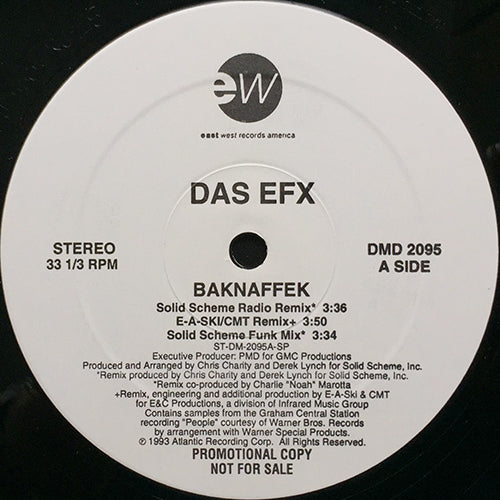 ew
east west records america
DAS EFX
STEREO
33 1/3 RPM
DMD 2095
A SIDE
BAKNAFFEK
Solid Scheme Radio Remix* 3:36
E-A-SKI/CMT Remix+ 3:50
Solid Scheme Funk Mix* 3:34
ST-DM-2095A-SP
Executive Producer: PMD for GMC Productions
Produced and Arranged by Chris Charity and Derek Lynch for Solid Scheme, Inc.
*Remix produced by Chris Charity and Derek Lynch for Solid Scheme, Inc.
*Remix co-produced by Charlie "Noah" Marotta
+Remix, engineering and additional production by E-A-Ski & CMT
for E&C Productions, a division of Infrared Music Group
Contains samples from the Graham Central Station
recording "People" courtesy of Warner Bros. Records
by arrangement with Warner Special Products.
℗ 1993 Atlantic Recording Corp. All Rights Reserved.
PROMOTIONAL COPY
NOT FOR SALE